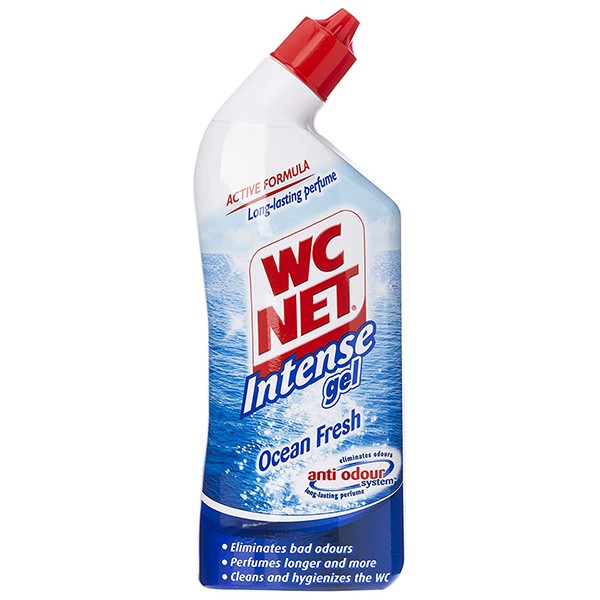 ACTIVE FORMULA
Long-lasting perfume
WC
NET®
Intense
gel
Ocean Fresh
eliminates odours
anti odour
system™
long-lasting perfume
• Eliminates bad odours
• Perfumes longer and more
• Cleans and hygienizes the WC